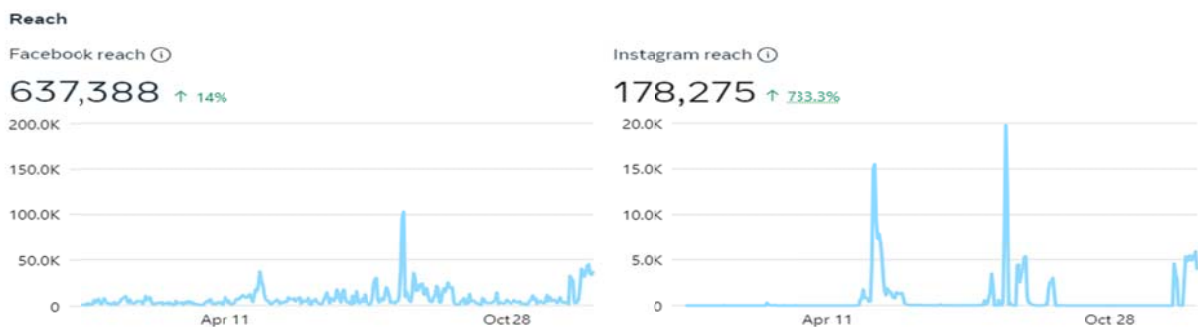 Reach
Facebook reach
637,388 ↑ 14%
200.0K
150.0K
100.0K
50.0K
0
Apr 11 Oct 28
Instagram reach
178,275 ↑ 733.3%
20.0K
15.0K
10.0K
5.0K
0
Apr 11 Oct 28